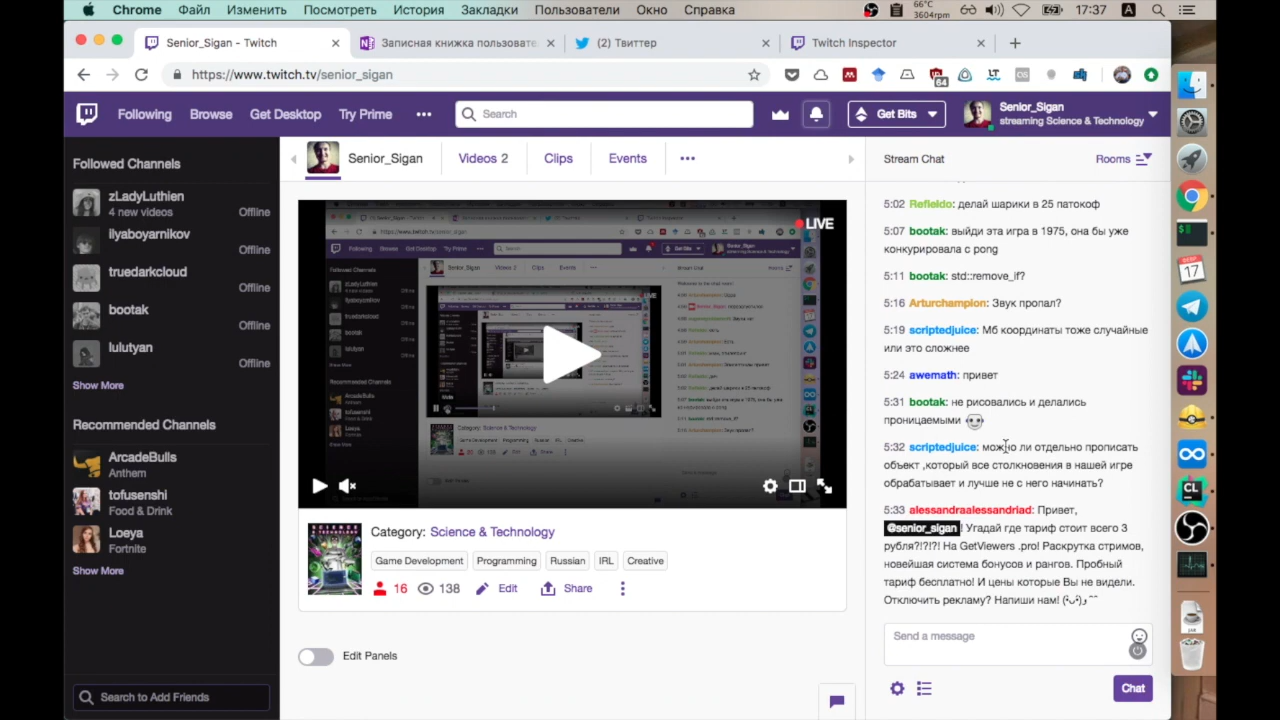 Chrome Файл Изменить Посмотреть История Закладки Пользователи Окно Справка 66°C 3604rpm 17:37 A
Senior_Sigan - Twitch
Записная книжка пользовате
(2) Твиттер
Twitch Inspector
https://www.twitch.tv/senior_sigan
64
Following Browse Get Desktop Try Prime Search Get Bits
Senior_Sigan
streaming Science & Technology
Followed Channels
zLadyLuthien
4 new videos Offline
ilyaboyarnikov
Offline
truedarkcloud
Offline
bootak
Offline
lulutyan
Offline
Show More
Recommended Channels
ArcadeBulls
Anthem
tofusenshi
Food & Drink
Loeya
Fortnite
Show More
Search to Add Friends
Senior_Sigan Videos 2 Clips Events
LIVE
Category: Science & Technology
Game Development Programming Russian IRL Creative
16 138 Edit Share
Edit Panels
Stream Chat Rooms
5:02 Refleldo: делай шарики в 25 патокоф
5:07 bootak: выйди эта игра в 1975, она бы уже
конкурировала с pong
5:11 bootak: std::remove_if?
5:16 Arturchampion: Звук пропал?
5:19 scriptedjuice: Мб координаты тоже случайные
или это сложнее
5:24 awemath: привет
5:31 bootak: не рисовались и делались
проницаемыми
5:32 scriptedjuice: можно ли отдельно прописать
объект ,который все столкновения в нашей игре
обрабатывает и лучше не с него начинать?
5:33 alessandraalessandriad: Привет,
@senior_sigan! Угадай где тариф стоит всего 3
рубля?!?!?! На GetViewers .pro! Раскрутка стримов,
новейшая система бонусов и рангов. Пробный
тариф бесплатно! И цены которые Вы не видели.
Отключить рекламу? Напиши нам!
Send a message
Chat
17
CL